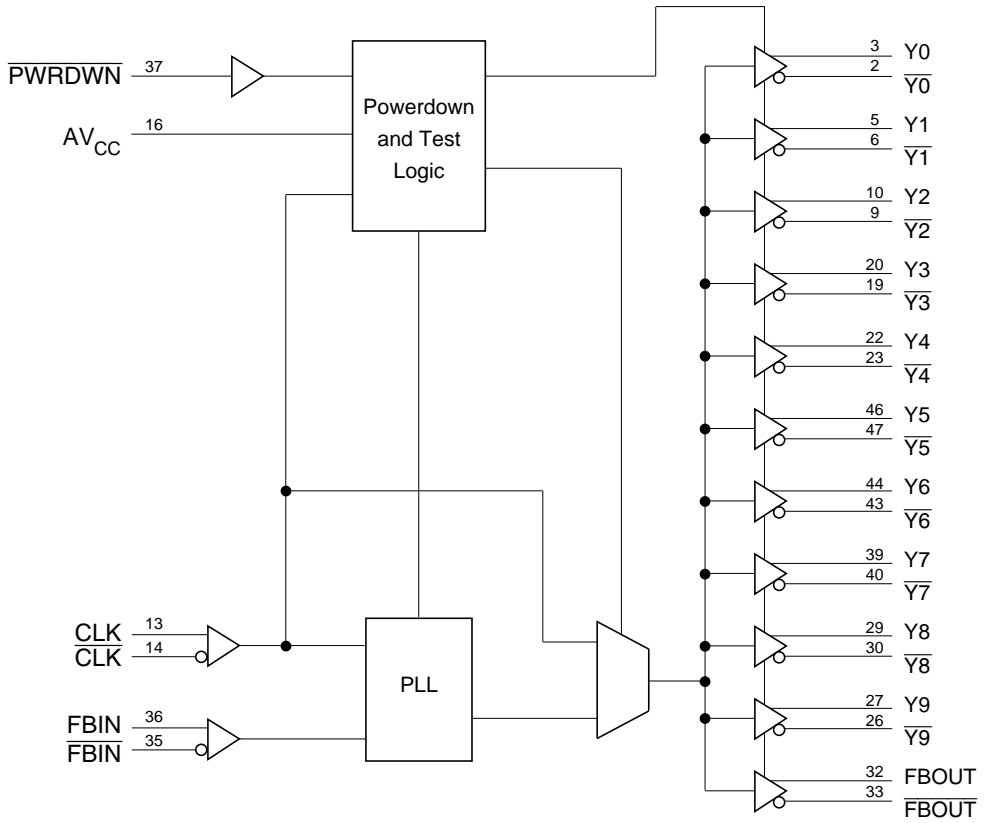 PWRDWN 37
AVCC 16
Powerdown
and Test
Logic
CLK 13
CLK 14
FBIN 36
FBIN 35
PLL
3 Y0
2 Y0
5 Y1
6 Y1
10 Y2
9 Y2
20 Y3
19 Y3
22 Y4
23 Y4
46 Y5
47 Y5
44 Y6
43 Y6
39 Y7
40 Y7
29 Y8
30 Y8
27 Y9
26 Y9
32 FBOUT
33 FBOUT